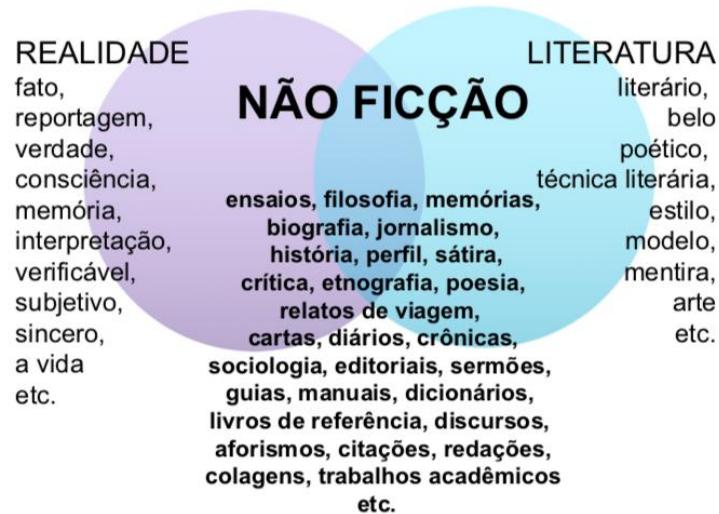 REALIDADE
fato,
reportagem,
verdade,
consciência,
memória,
interpretação,
verificável,
subjetivo,
sincero,
a vida
etc.
NÃO FICÇÃO
ensaios, filosofia, memórias,
biografia, jornalismo,
história, perfil, sátira,
crítica, etnografia, poesia,
relatos de viagem,
cartas, diários, crônicas,
sociologia, editoriais, sermões,
guias, manuais, dicionários,
livros de referência, discursos,
aforismos, citações, redações,
colagens, trabalhos acadêmicos
etc.
LITERATURA
literário,
belo
poético,
técnica literária,
estilo,
modelo,
mentira,
arte
etc.